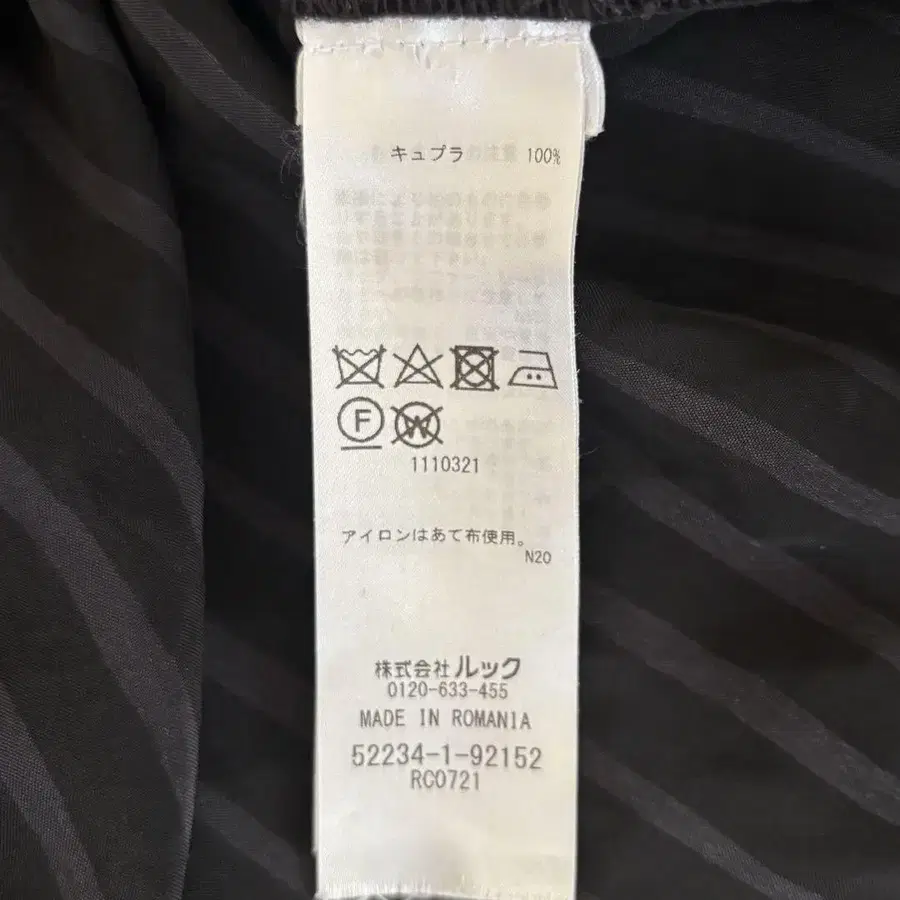 キュプラ 100%
F
W
1110321
アイロンはあて布使用。
N20
株式会社ルック
0120-633-455
MADE IN ROMANIA
52234-1-92152
RC0721